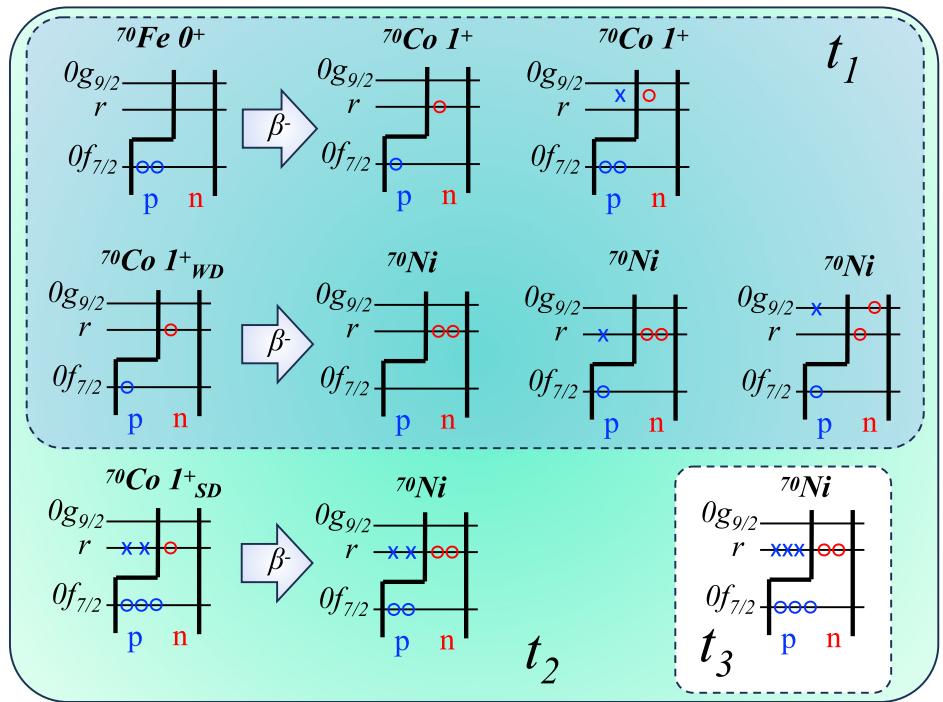 ⁷⁰Fe 0⁺
⁷⁰Co 1⁺
⁷⁰Co 1⁺
t₁
0g₉/₂
r
0f₇/₂
β⁻
0g₉/₂
r
0f₇/₂
0g₉/₂
r
0f₇/₂
p n
p n
p n
⁷⁰Co 1⁺WD
⁷⁰Ni
⁷⁰Ni
⁷⁰Ni
0g₉/₂
r
0f₇/₂
β⁻
0g₉/₂
r
0f₇/₂
0g₉/₂
r
0f₇/₂
0g₉/₂
r
0f₇/₂
p n
p n
p n
p n
⁷⁰Co 1⁺SD
⁷⁰Ni
⁷⁰Ni
0g₉/₂
r
0f₇/₂
β⁻
0g₉/₂
r
0f₇/₂
0g₉/₂
r
0f₇/₂
p n
p n
p n
t₂
t₃